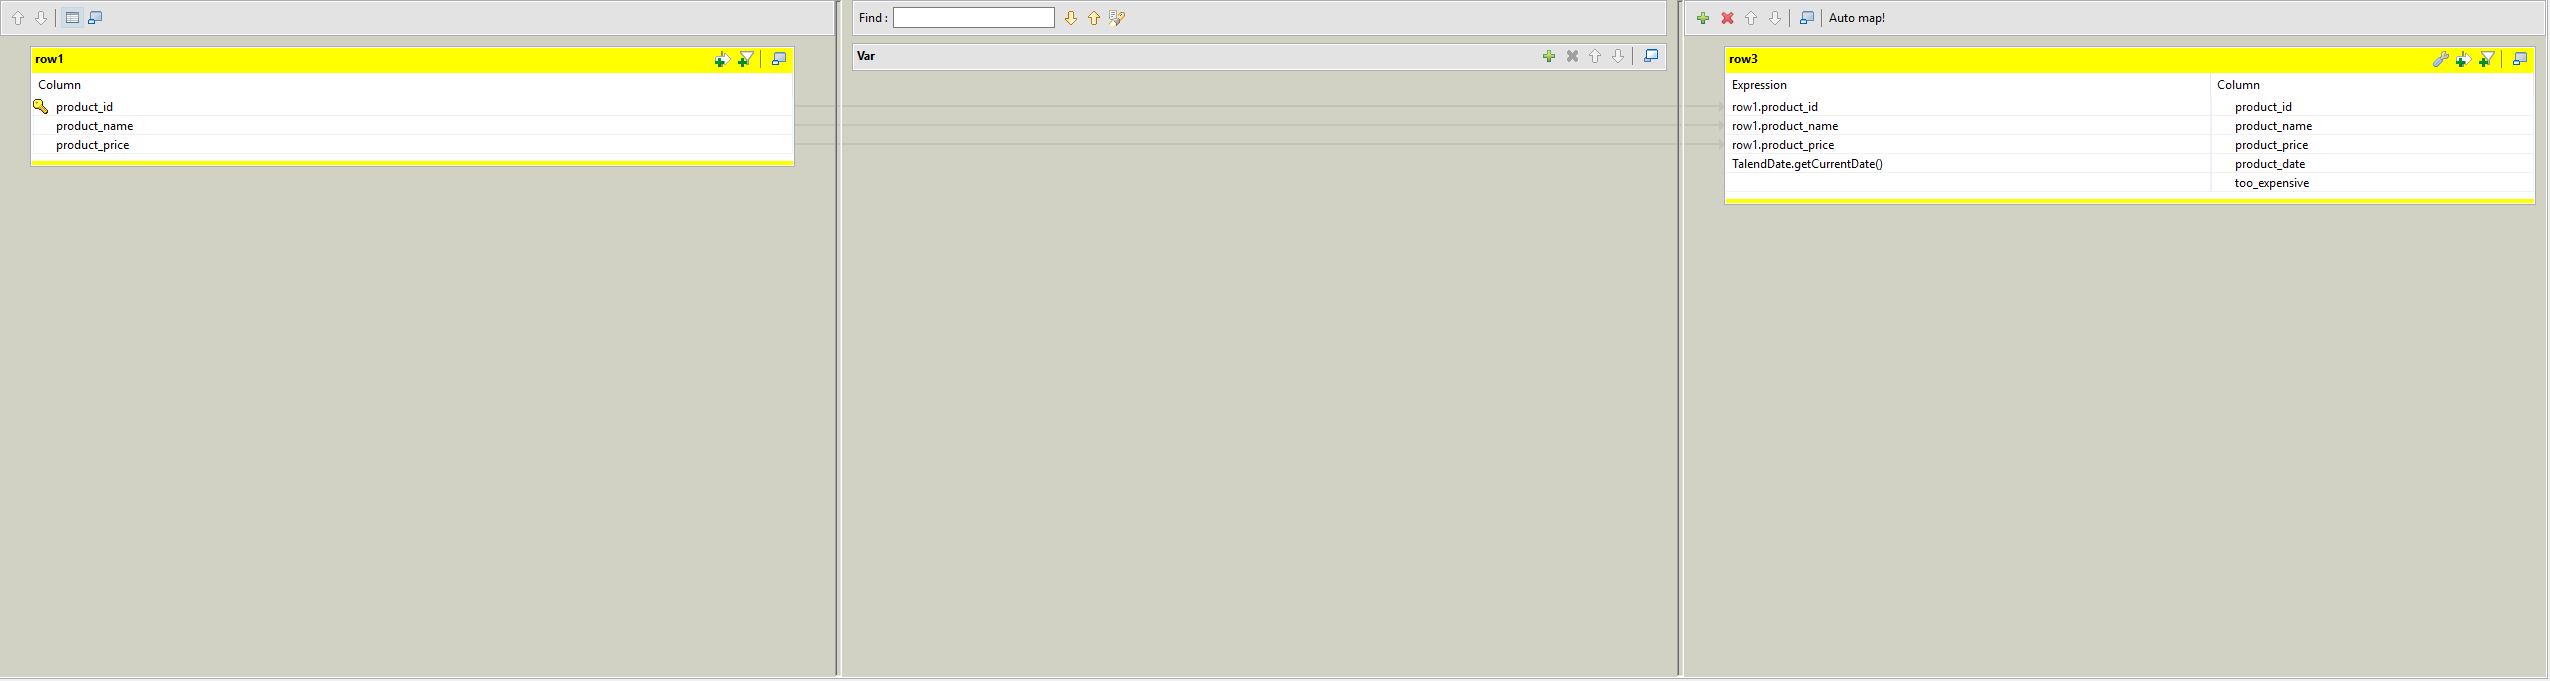 Find :
Auto map!
row1
Column
product_id
product_name
product_price
Var
row3
Expression Column
row1.product_id product_id
row1.product_name product_name
row1.product_price product_price
TalendDate.getCurrentDate() product_date
too_expensive